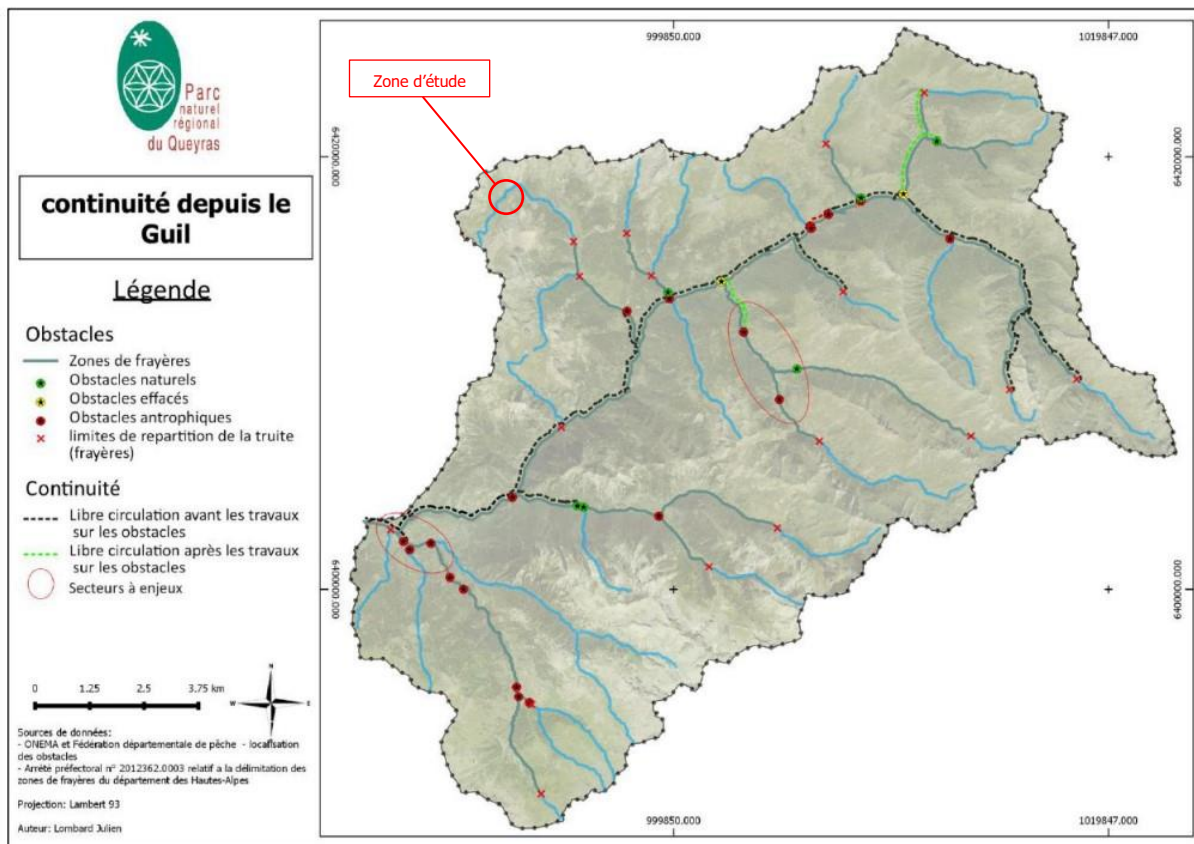 Parc
naturel
régional
du Queyras
continuité depuis le
Guil
Légende
Obstacles
Zones de frayères
Obstacles naturels
Obstacles effacés
Obstacles antrophiques
limites de repartition de la truite
(frayères)
Continuité
Libre circulation avant les travaux
sur les obstacles
Libre circulation après les travaux
sur les obstacles
Secteurs à enjeux
0 1.25 2.5 3.75 km
N
W
E
S
Sources de données:
- ONEMA et Fédération départementale de pêche - localisation
des obstacles
- Arrêté préfectoral n° 2012362.0003 relatif a la délimitation des
zones de frayères du département des Hautes-Alpes
Projection: Lambert 93
Auteur: Lombard Julien
Zone d'étude
999850.000
1019847.000
6420000.000
6420000.000
6400000.000
6400000.000
999850.000
1019847.000